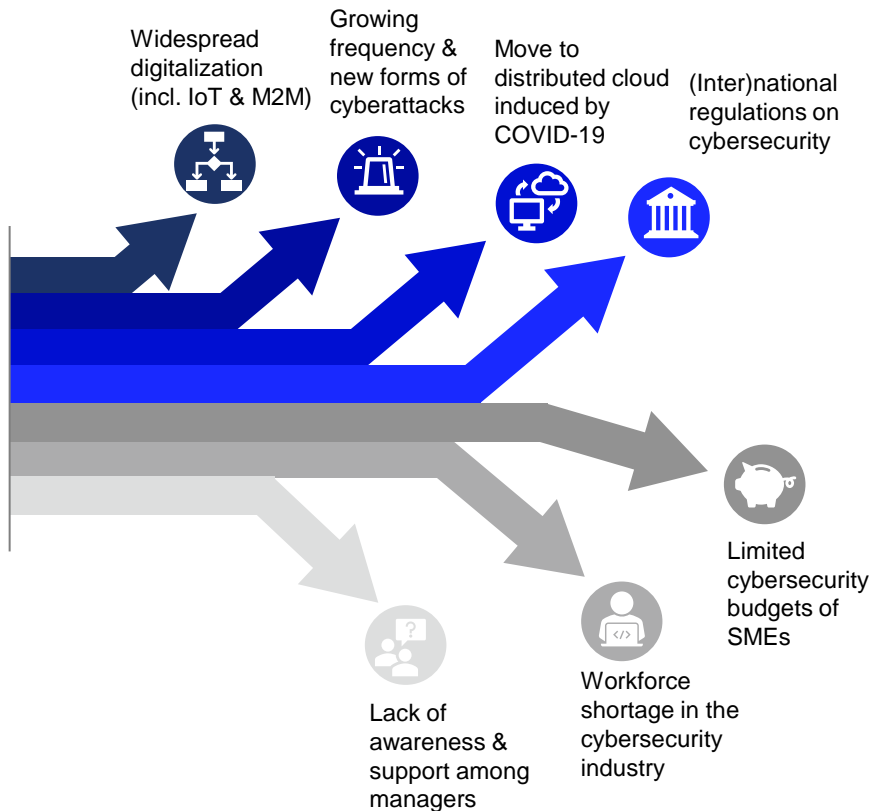 Widespread
digitalization
(incl. IoT & M2M)
Growing
frequency &
new forms of
cyberattacks
Move to
distributed cloud
induced by
COVID-19
(Inter)national
regulations on
cybersecurity
Limited
cybersecurity
budgets of
SMEs
?
</>
Workforce
shortage in the
cybersecurity
industry
Lack of
awareness &
support among
managers